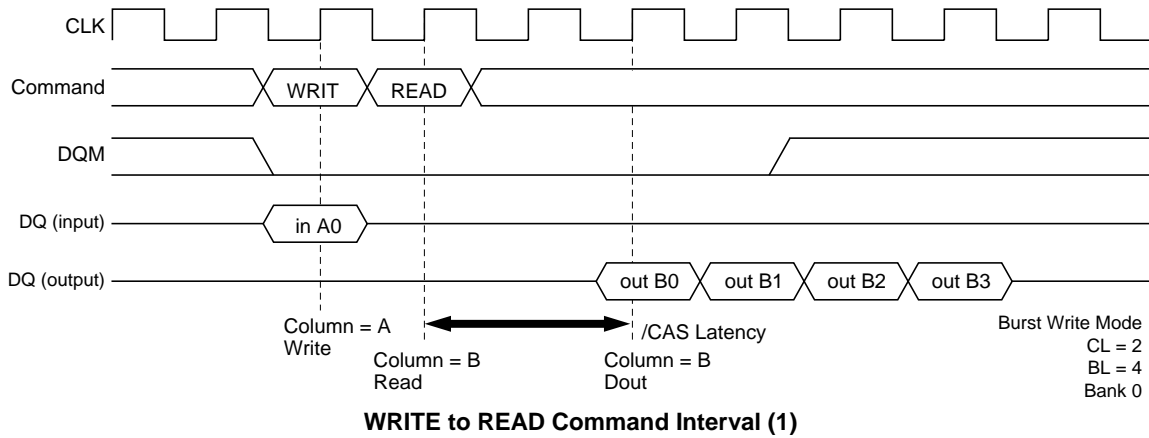 CLK
Command
WRIT
READ
DQM
DQ (input)
in A0
DQ (output)
out B0
out B1
out B2
out B3
Column = A
Write
Column = B
Read
/CAS Latency
Column = B
Dout
Burst Write Mode
CL = 2
BL = 4
Bank 0
WRITE to READ Command Interval (1)